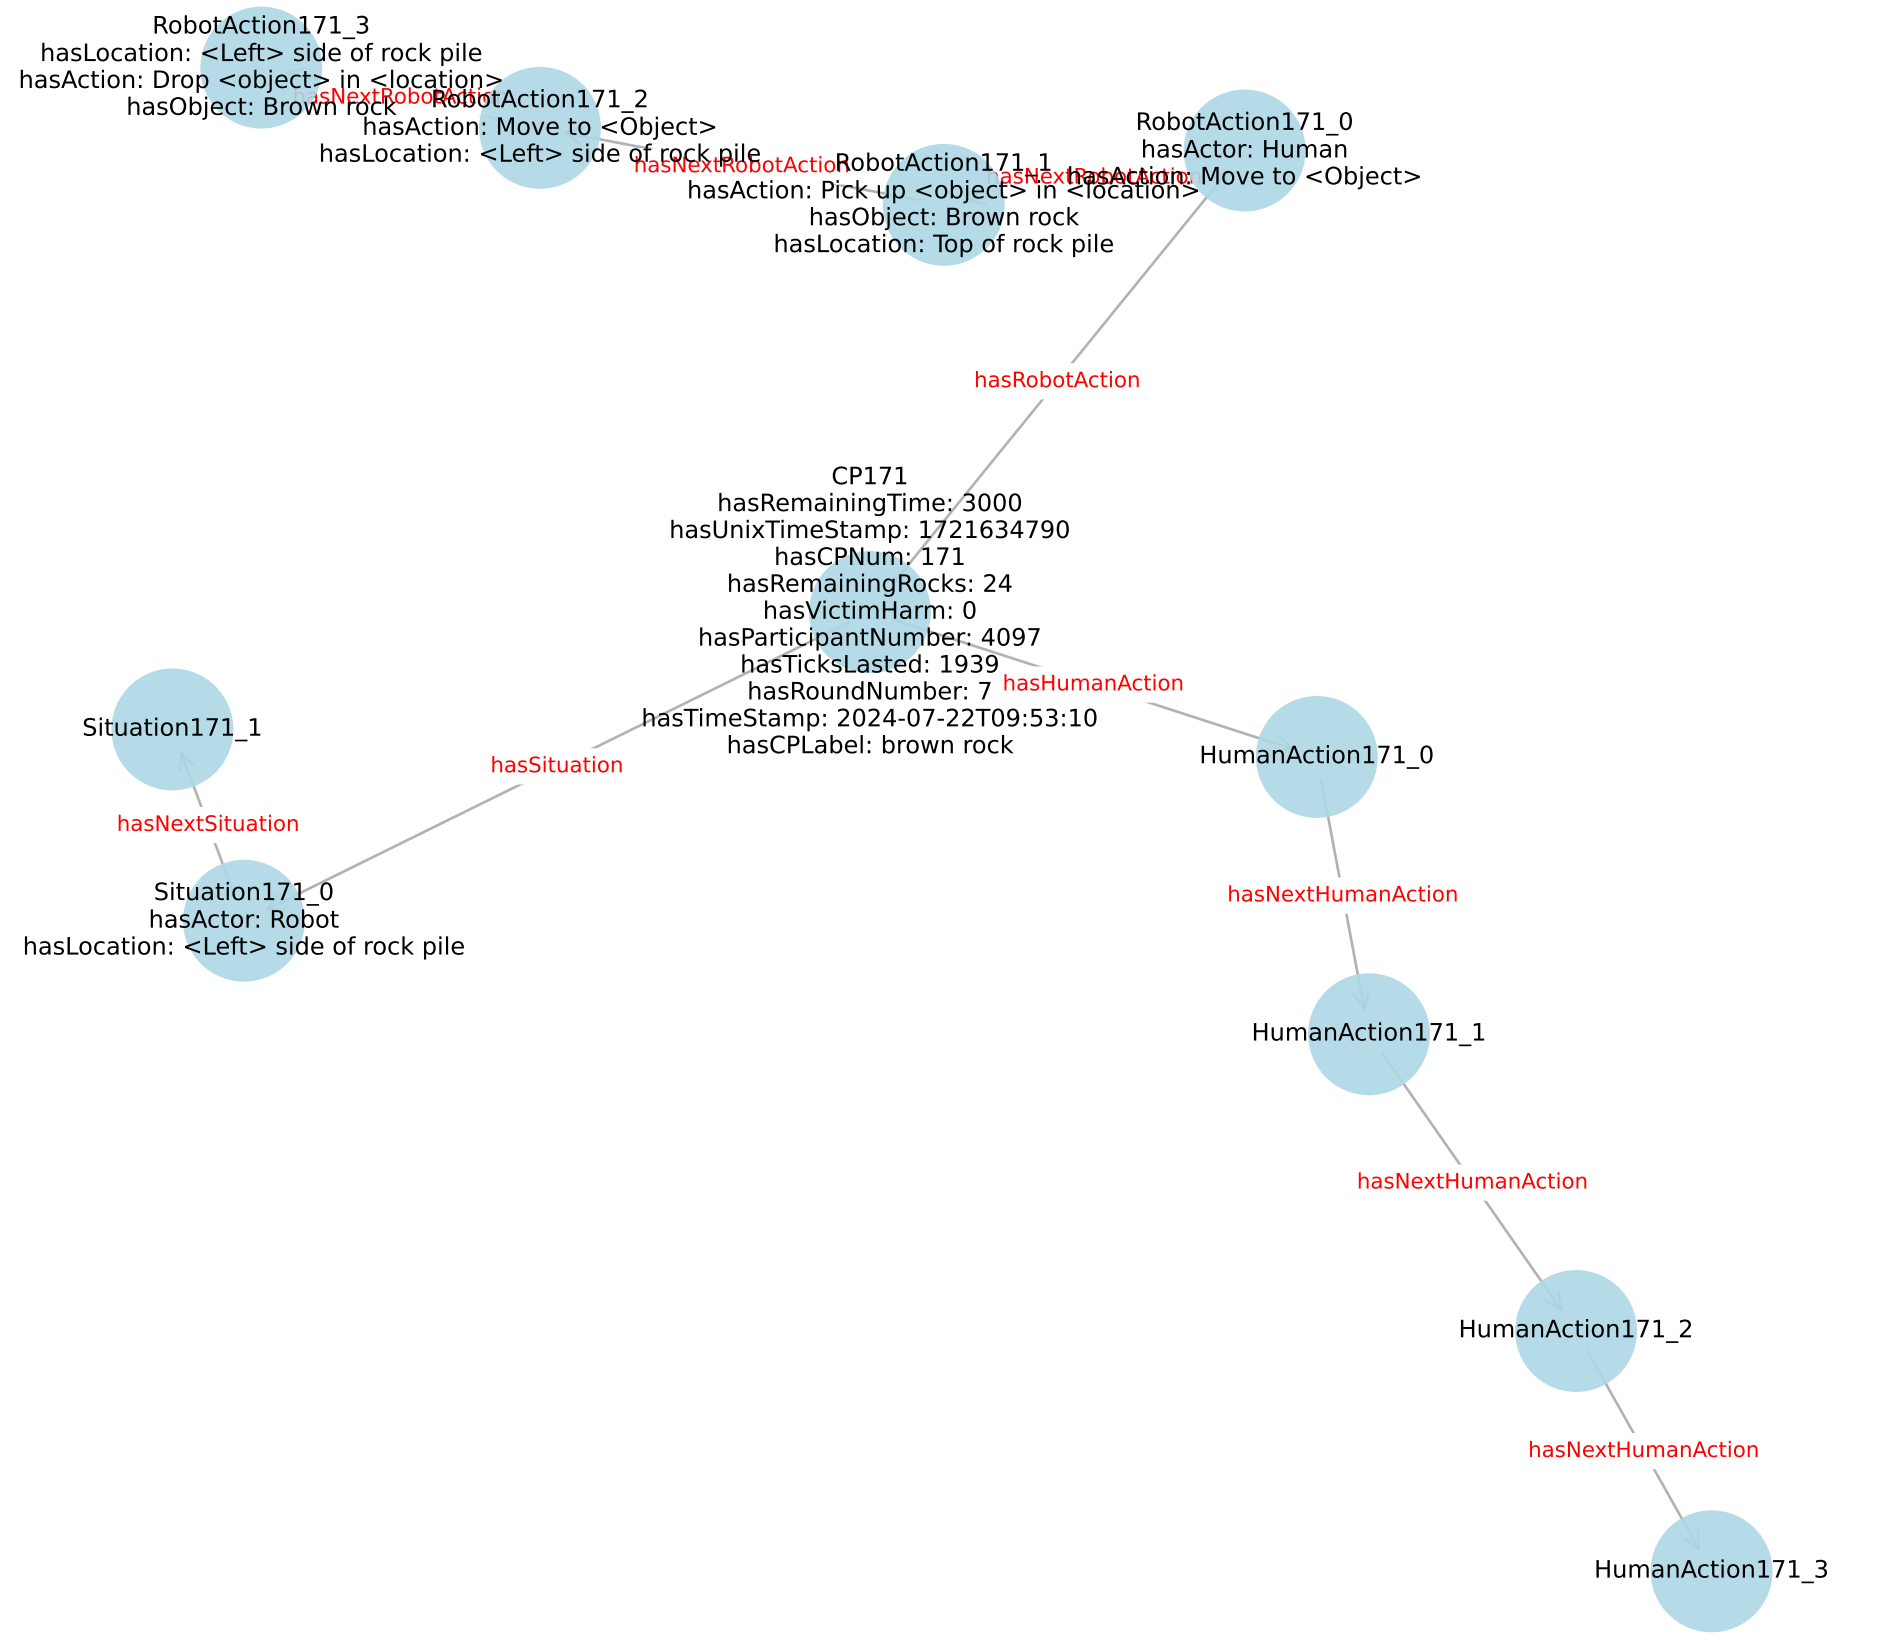 RobotAction171_3
hasLocation: <Left> side of rock pile
hasAction: Drop <object> in <location>
hasObject: Brown rock
hasNextRobotAction
RobotAction171_2
hasAction: Move to <Object>
hasLocation: <Left> side of rock pile
hasNextRobotAction
RobotAction171_1
hasAction: Pick up <object> in <location>
hasObject: Brown rock
hasLocation: Top of rock pile
hasNextRobotAction
RobotAction171_0
hasActor: Human
hasAction: Move to <Object>
hasRobotAction
CP171
hasRemainingTime: 3000
hasUnixTimeStamp: 1721634790
hasCPNum: 171
hasRemainingRocks: 24
hasVictimHarm: 0
hasParticipantNumber: 4097
hasTicksLasted: 1939
hasRoundNumber: 7
hasTimeStamp: 2024-07-22T09:53:10
hasCPLabel: brown rock
hasHumanAction
hasSituation
Situation171_1
hasNextSituation
Situation171_0
hasActor: Robot
hasLocation: <Left> side of rock pile
HumanAction171_0
hasNextHumanAction
HumanAction171_1
hasNextHumanAction
HumanAction171_2
hasNextHumanAction
HumanAction171_3